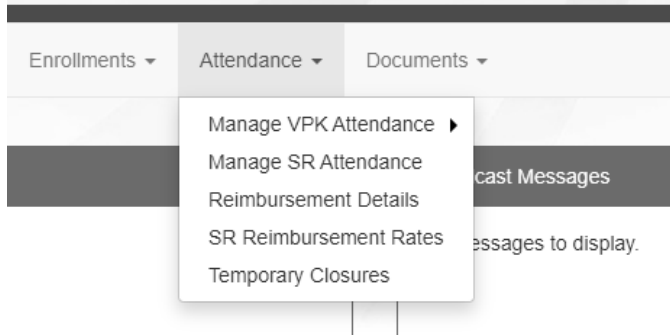 Enrollments Attendance Documents
Manage VPK Attendance
Manage SR Attendance
cast Messages
Reimbursement Details
SR Reimbursement Rates
essages to display.
Temporary Closures